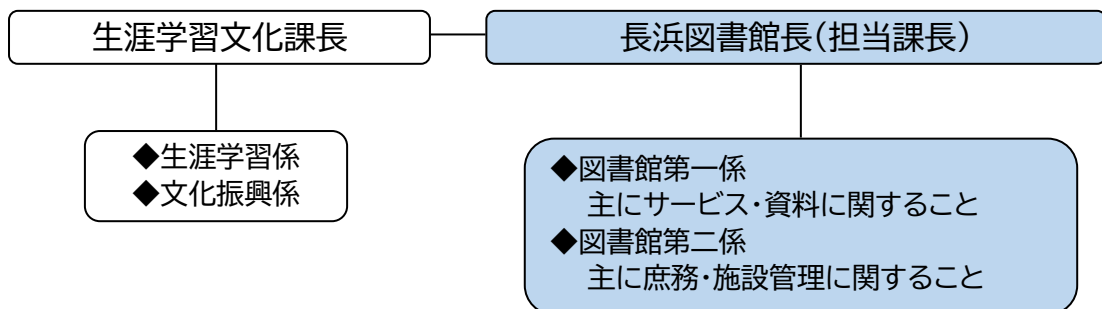 生涯学習文化課長
長浜図書館長（担当課長）
◆生涯学習係
◆文化振興係
◆図書館第一係
主にサービス・資料に関すること
◆図書館第二係
主に庶務・施設管理に関すること